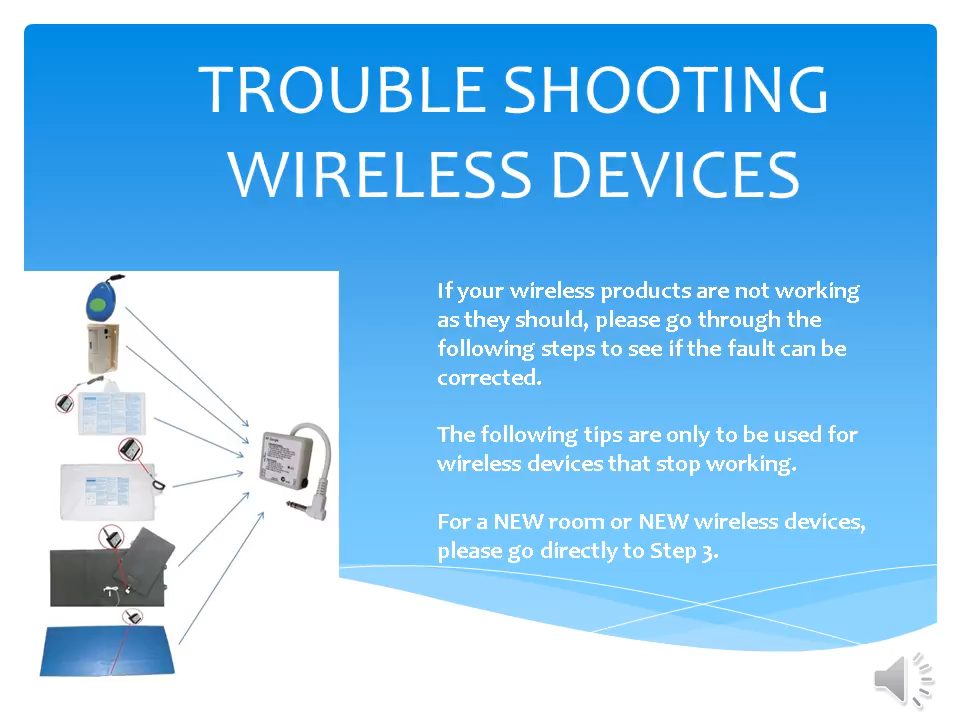 TROUBLE SHOOTING
WIRELESS DEVICES
If your wireless products are not working
as they should, please go through the
following steps to see if the fault can be
corrected.
The following tips are only to be used for
wireless devices that stop working.
For a NEW room or NEW wireless devices,
please go directly to Step 3.